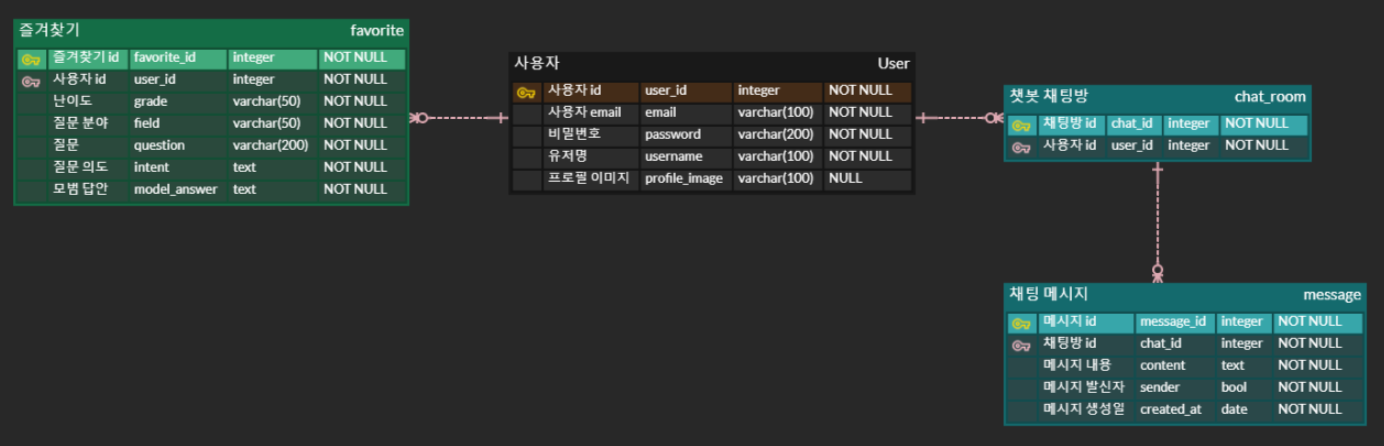 즐겨찾기 favorite
즐겨찾기 id favorite_id integer NOT NULL
사용자 id user_id integer NOT NULL
난이도 grade varchar(50) NOT NULL
질문 분야 field varchar(50) NOT NULL
질문 question varchar(200) NOT NULL
질문 의도 intent text NOT NULL
모범 답안 model_answer text NOT NULL
사용자 User
사용자 id user_id integer NOT NULL
사용자 email email varchar(100) NOT NULL
비밀번호 password varchar(200) NOT NULL
유저명 username varchar(100) NOT NULL
프로필 이미지 profile_image varchar(100) NULL
챗봇 채팅방 chat_room
채팅방 id chat_id integer NOT NULL
사용자 id user_id integer NOT NULL
채팅 메시지 message
메시지 id message_id integer NOT NULL
채팅방 id chat_id integer NOT NULL
메시지 내용 content text NOT NULL
메시지 발신자 sender bool NOT NULL
메시지 생성일 created_at date NOT NULL